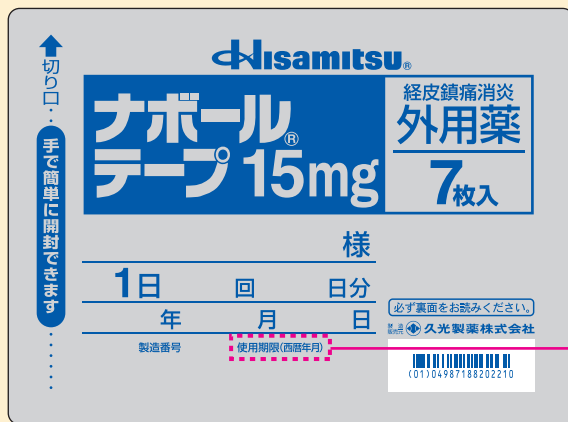 切り口
手で簡単に開封できます
Hisamitsu®
ナボール®
テープ 15mg
経皮鎮痛消炎
外用薬
7枚入
様
1日 回 日分
年 月 日
製造番号 使用期限(西暦年月)
必ず裏面をお読みください。
製造販売元 久光製薬株式会社
(01)04987188202210